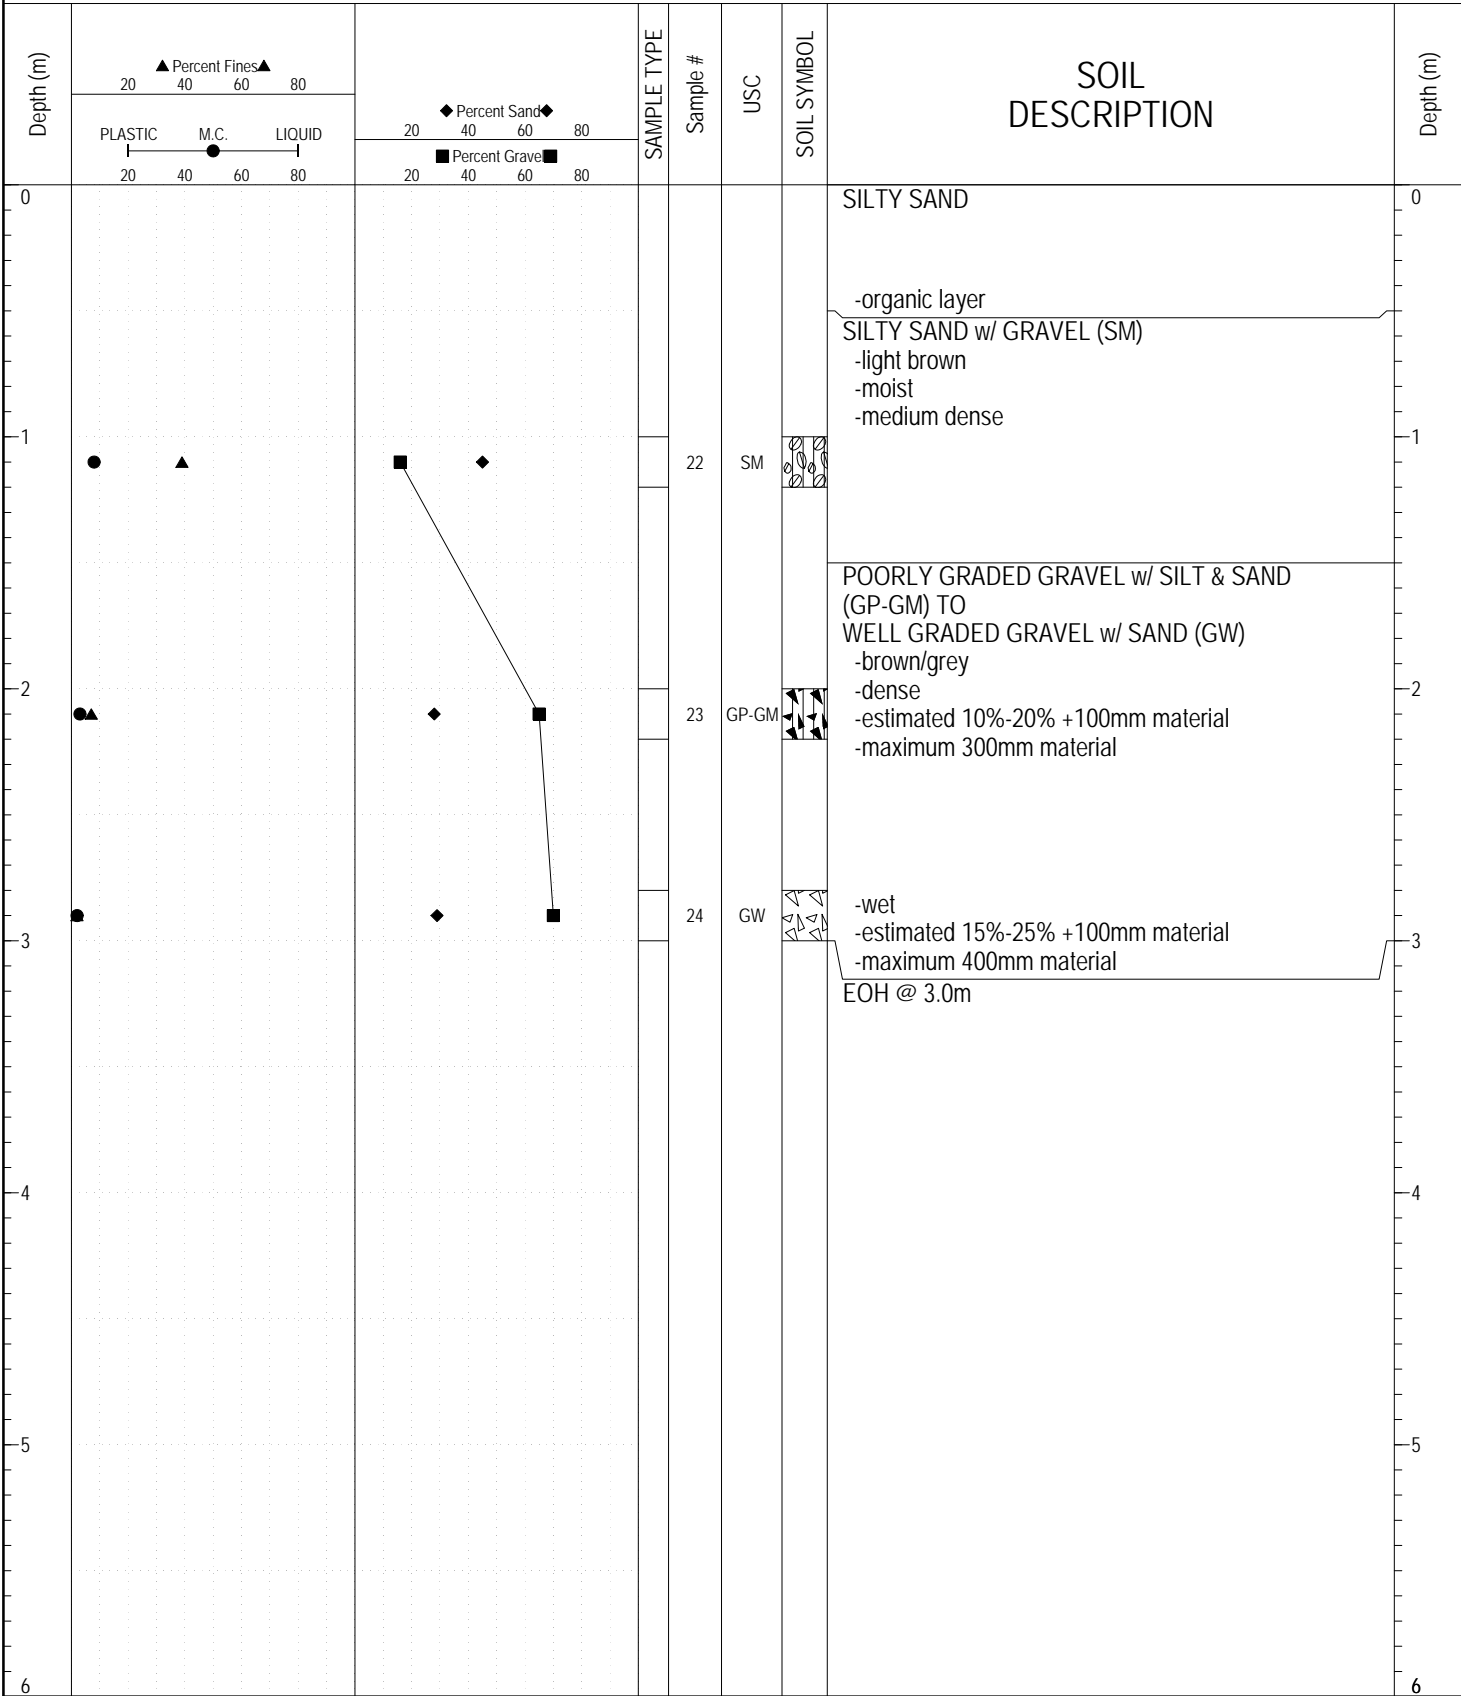 Depth (m)
Percent Fines
20 40 60 80
PLASTIC M.C. LIQUID
20 40 60 80
Percent Sand
20 40 60 80
Percent Gravel
20 40 60 80
SAMPLE TYPE
Sample #
USC
SOIL SYMBOL
SOIL
DESCRIPTION
Depth (m)
0 0
SILTY SAND
-organic layer
SILTY SAND w/ GRAVEL (SM)
-light brown
-moist
-medium dense
1 1
22 SM
POORLY GRADED GRAVEL w/ SILT & SAND
(GP-GM) TO
WELL GRADED GRAVEL w/ SAND (GW)
-brown/grey
-dense
2 2
23 GP-GM
-estimated 10%-20% +100mm material
-maximum 300mm material
-wet
24 GW
-estimated 15%-25% +100mm material
3 3
-maximum 400mm material
EOH @ 3.0m
4 4
5 5
6 6